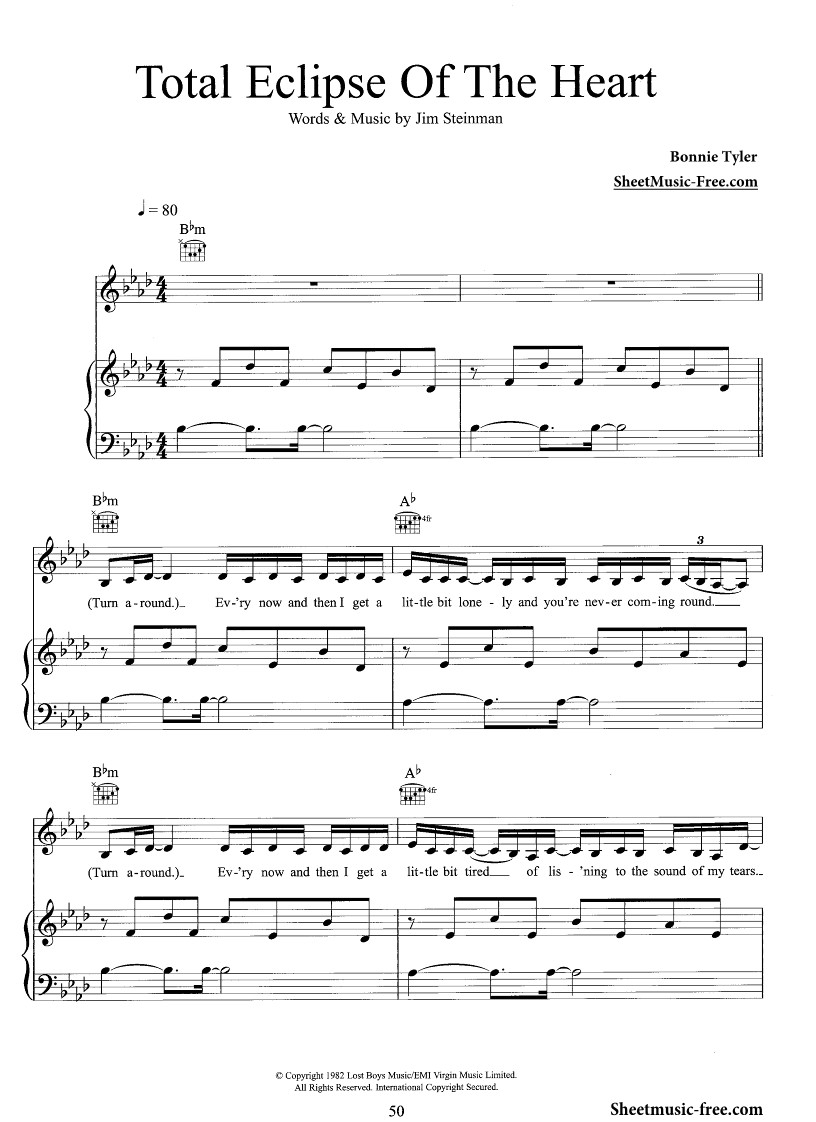 Total Eclipse Of The Heart
Words & Music by Jim Steinman
Bonnie Tyler
SheetMusic-Free.com
♩ = 80
B♭m
B♭m A♭
4fr
3
(Turn a-round.) Ev-'ry now and then I get a lit-tle bit lone - ly and you're nev-er com-ing round.
B♭m A♭
4fr
(Turn a-round.) Ev-'ry now and then I get a lit-tle bit tired of lis - 'ning to the sound of my tears.
© Copyright 1982 Lost Boys Music/EMI Virgin Music Limited.
All Rights Reserved. International Copyright Secured.
50
Sheetmusic-free.com